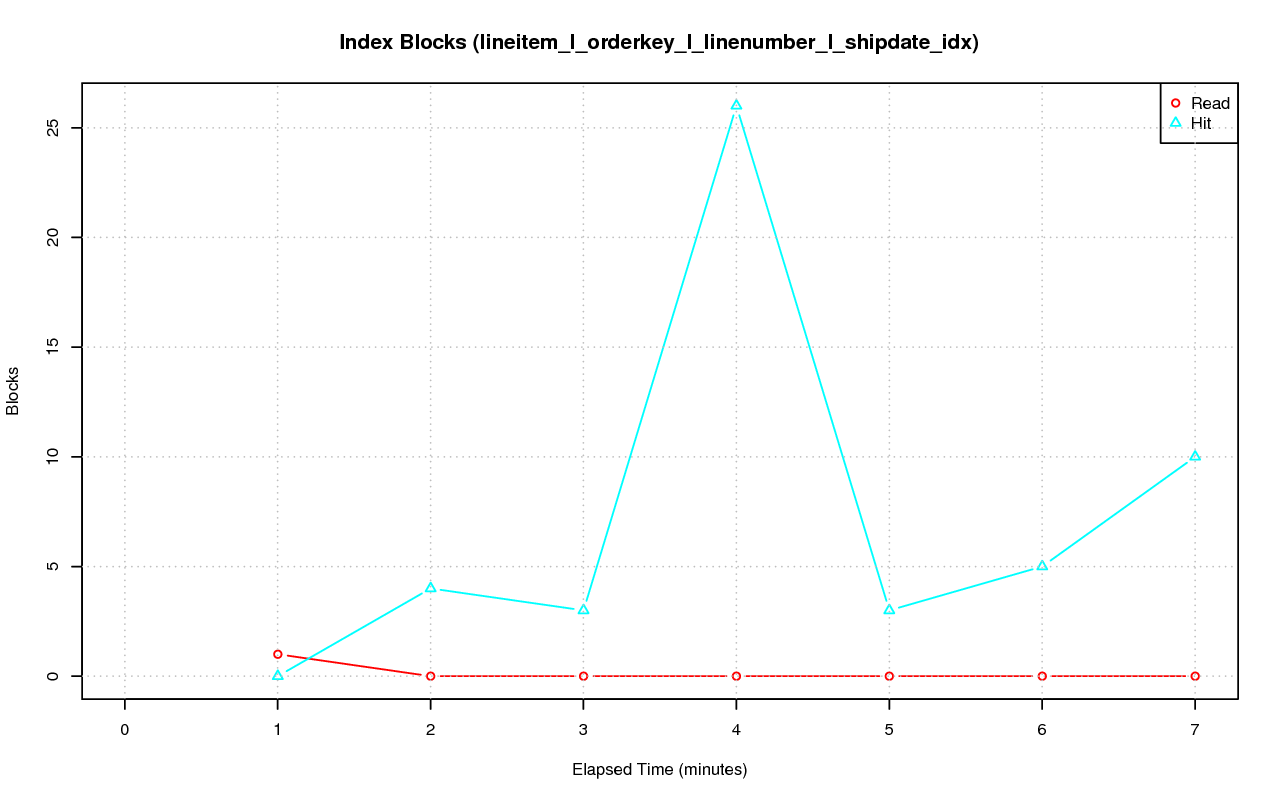 Index Blocks (lineitem_l_orderkey_l_linenumber_l_shipdate_idx)
Read
Hit
25
20
15
10
5
0
Blocks
0 1 2 3 4 5 6 7
Elapsed Time (minutes)